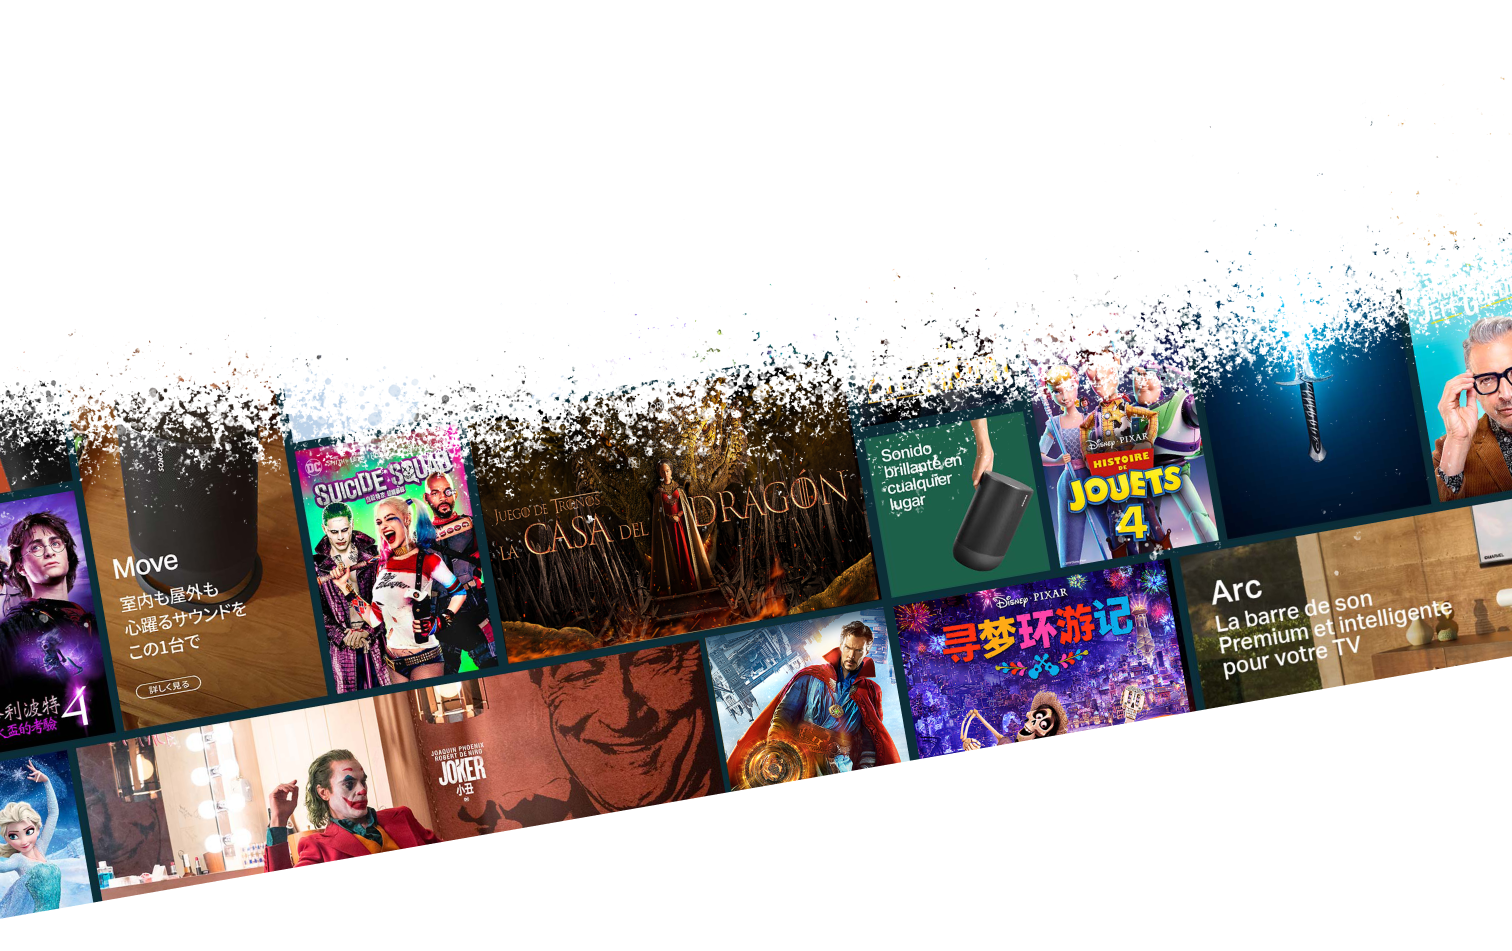 SONOS
Move
室内も屋外も
心躍るサウンドを
この1台で
詳しく見る
DC
SUICIDE SQUAD
JUEGO DE TRONOS
LA CASA DEL DRAGÓN
Sonido
brillante en
cualquier
lugar
Disney·PIXAR
HISTOIRE
DE
JOUETS
4
利波特
盃的考驗
4
JOAQUIN PHOENIX
ROBERT DE NIRO
JOKER
小丑
Disney·PIXAR
寻梦环游记
Arc
La barre de son
Premium et intelligente
pour votre TV